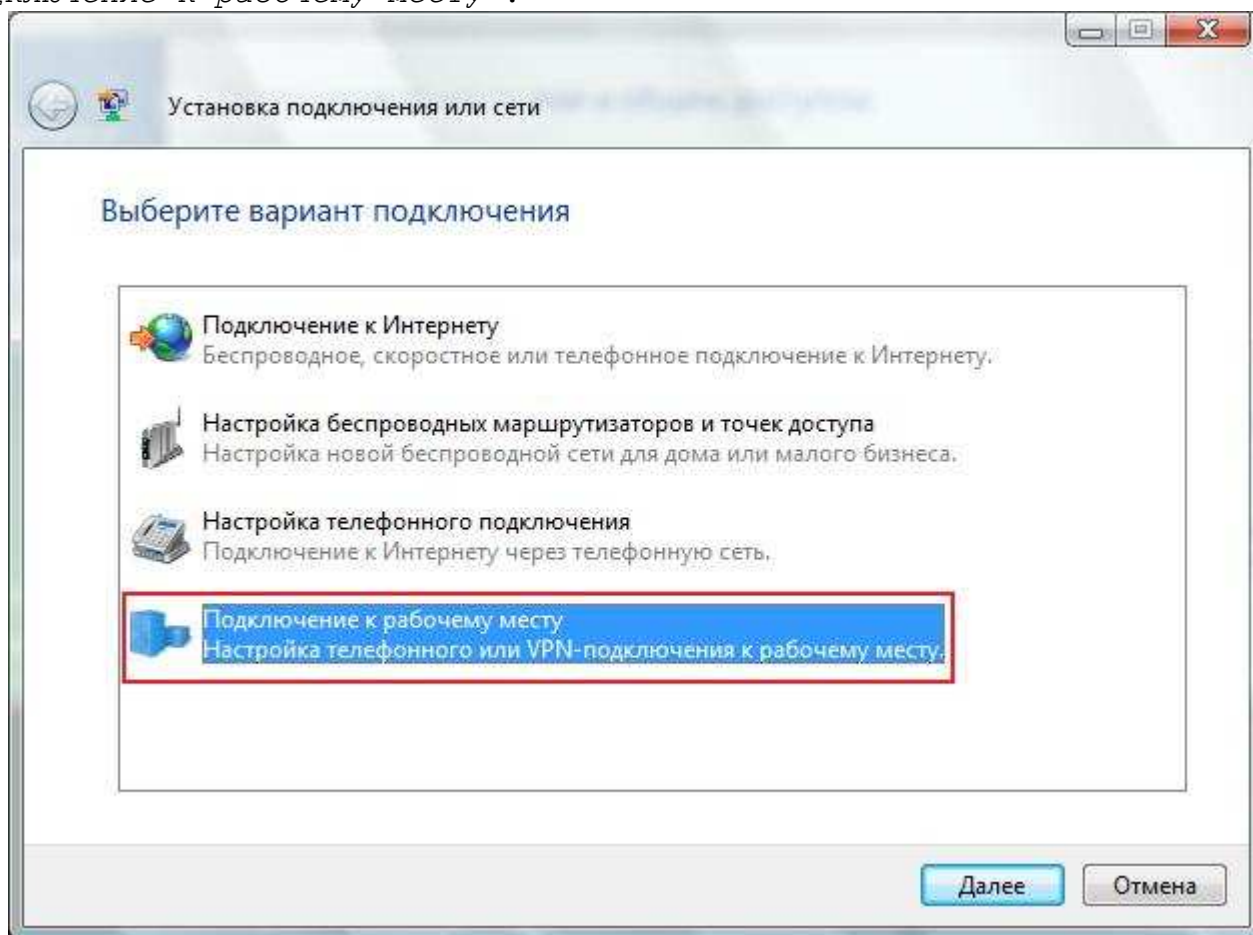 к рабочему месту".
Установка подключения или сети
Выберите вариант подключения
Подключение к Интернету
Беспроводное, скоростное или телефонное подключение к Интернету.
Настройка беспроводных маршрутизаторов и точек доступа
Настройка новой беспроводной сети для дома или малого бизнеса.
Настройка телефонного подключения
Подключение к Интернету через телефонную сеть.
Подключение к рабочему месту
Настройка телефонного или VPN-подключения к рабочему месту.
Далее
Отмена